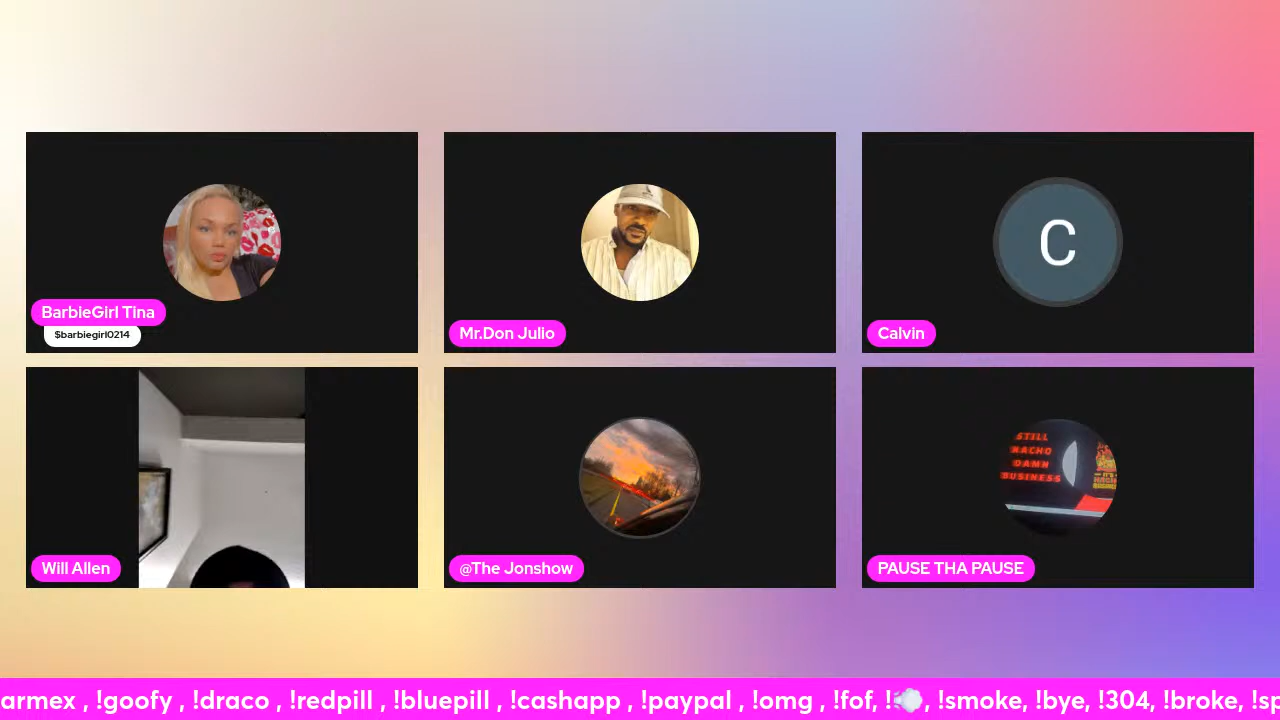 BarbieGirl Tina
$barbiegirl0214
Mr.Don Julio
C
Calvin
Will Allen
@The Jonshow
STILL
NACHO
DAMN
BUSINESS
PAUSE THA PAUSE
armex , !goofy , !draco , !redpill , !bluepill , !cashapp , !paypal , !omg , !fof, !💨, !smoke, !bye, !304, !broke, !sp